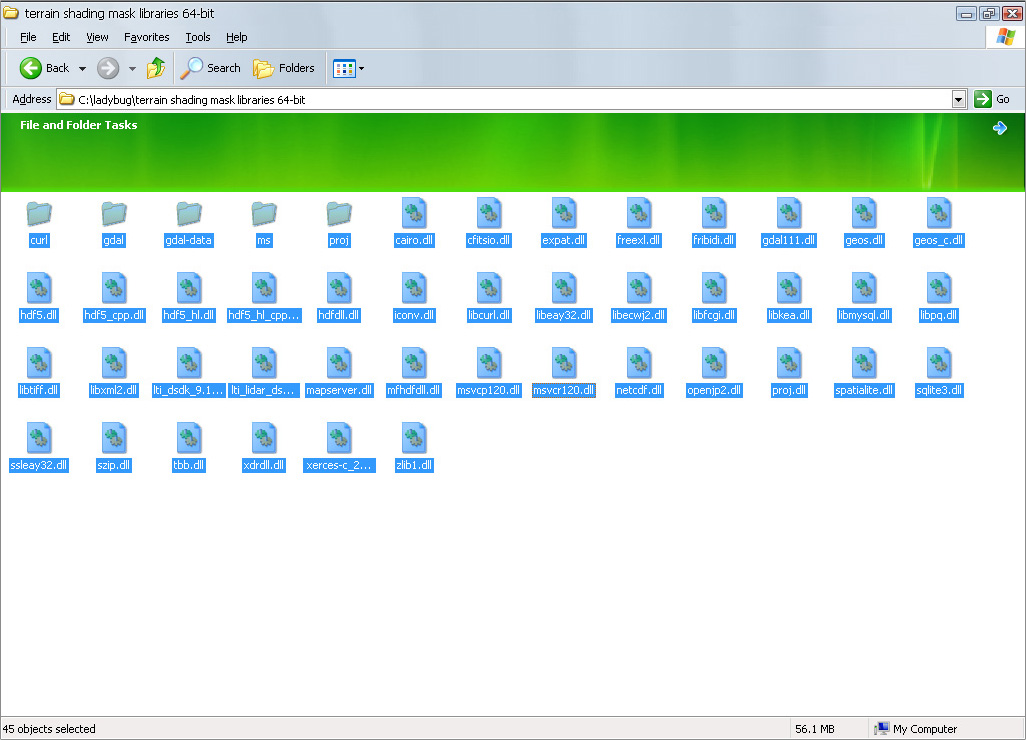 terrain shading mask libraries 64-bit
File Edit View Favorites Tools Help
Back Search Folders
Address C:\ladybug\terrain shading mask libraries 64-bit Go
File and Folder Tasks
curl gdal gdal-data ms proj cairo.dll cfitsio.dll expat.dll freexl.dll fribidi.dll gdal111.dll geos.dll geos_c.dll
hdf5.dll hdf5_cpp.dll hdf5_hl.dll hdf5_hl_cpp... hdfdll.dll iconv.dll libcurl.dll libeay32.dll libecwj2.dll libfcgi.dll libkea.dll libmysql.dll libpq.dll
libtiff.dll libxml2.dll lti_dsdk_9.1... lti_lidar_ds... mapserver.dll mfhdfdll.dll msvcp120.dll msvcr120.dll netcdf.dll openjp2.dll proj.dll spatialite.dll sqlite3.dll
ssleay32.dll szip.dll tbb.dll xdrdll.dll xerces-c_2... zlib1.dll
45 objects selected 56.1 MB My Computer